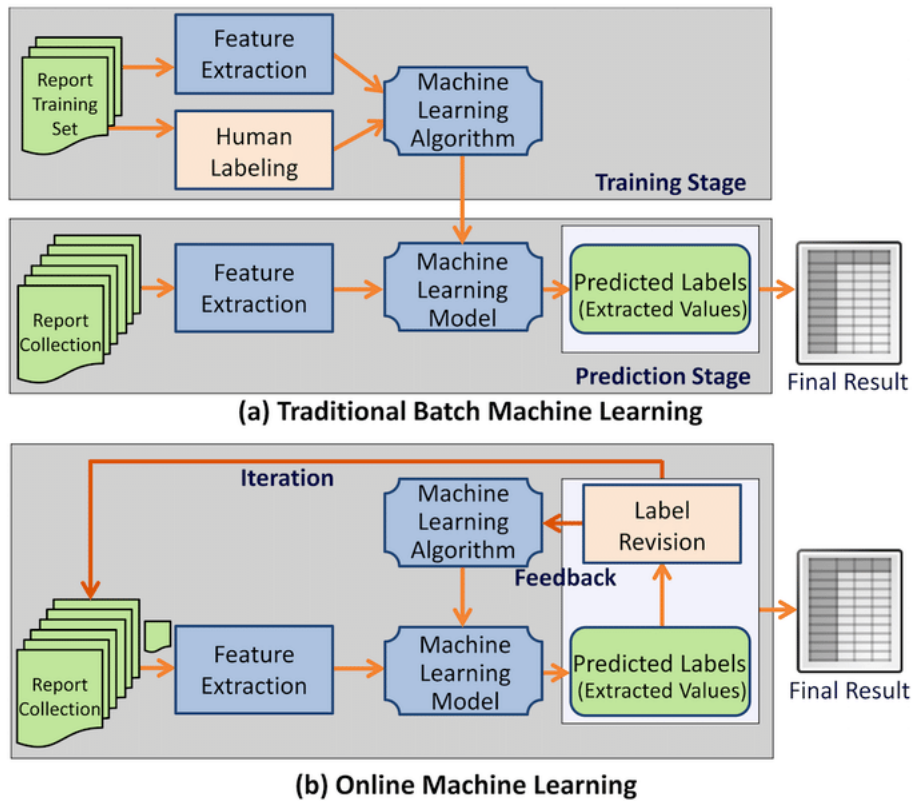 Report
Training
Set
Feature
Extraction
Human
Labeling
Machine
Learning
Algorithm
Training Stage
Report
Collection
Feature
Extraction
Machine
Learning
Model
Predicted Labels
(Extracted Values)
Prediction Stage
Final Result
(a) Traditional Batch Machine Learning
Iteration
Machine
Learning
Algorithm
Label
Revision
Feedback
Report
Collection
Feature
Extraction
Machine
Learning
Model
Predicted Labels
(Extracted Values)
Final Result
(b) Online Machine Learning